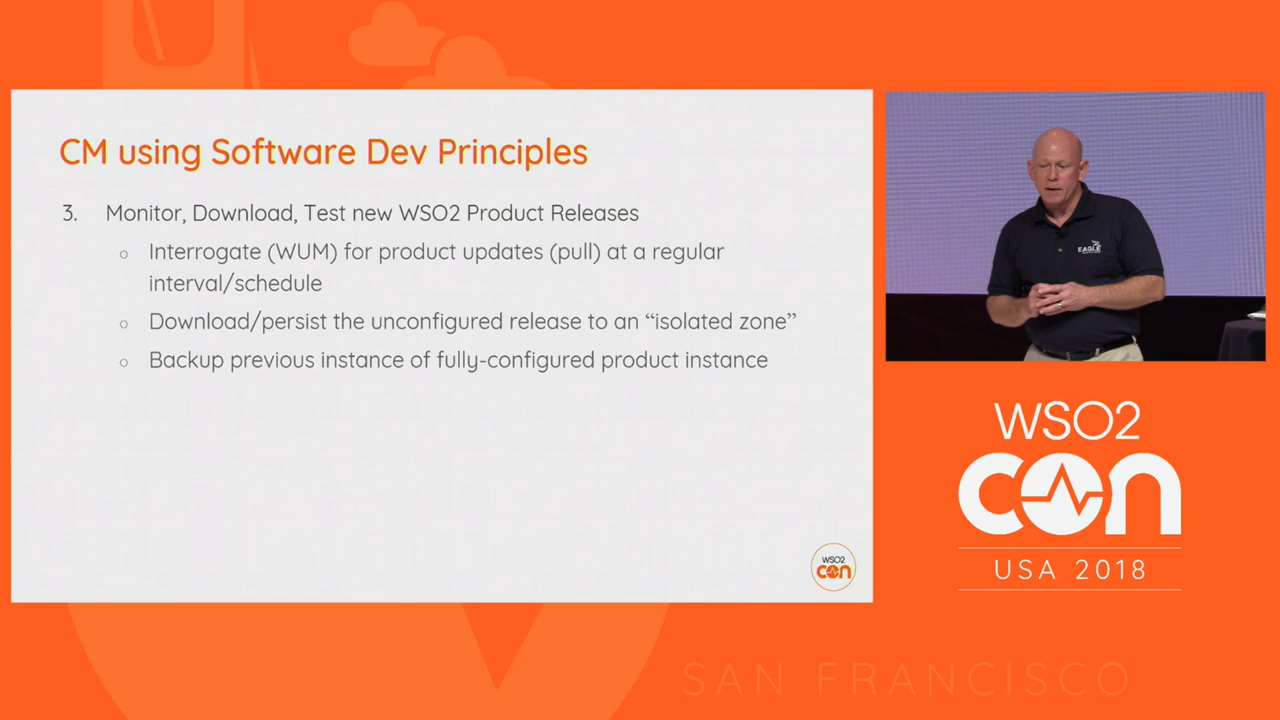 CM using Software Dev Principles
3. Monitor, Download, Test new WSO2 Product Releases
○ Interrogate (WUM) for product updates (pull) at a regular
interval/schedule
○ Download/persist the unconfigured release to an “isolated zone”
○ Backup previous instance of fully-configured product instance
WSO2
con
EAGLE
WSO2
con
USA 2018
SAN FRANCISCO